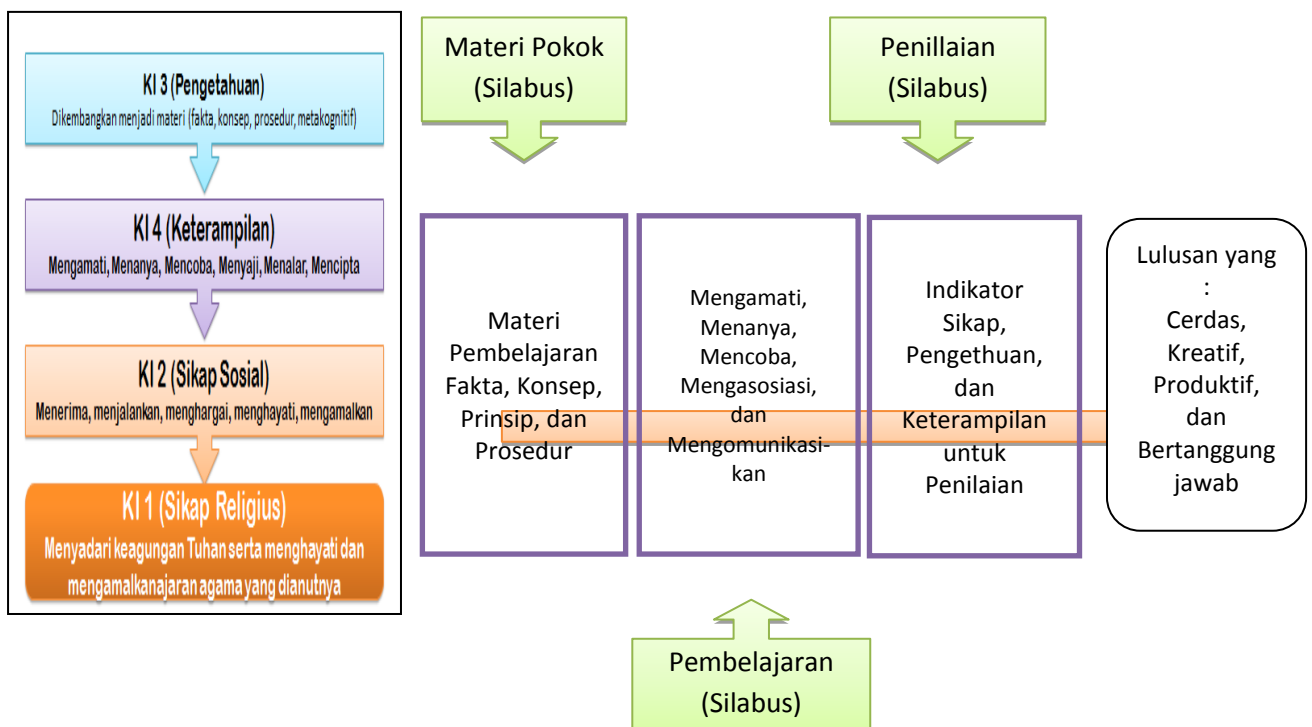 KI 3 (Pengetahuan)
Dikembangkan menjadi materi (fakta, konsep, prosedur, metakognitif)
KI 4 (Keterampilan)
Mengamati, Menanya, Mencoba, Menyaji, Menalar, Mencipta
KI 2 (Sikap Sosial)
Menerima, menjalankan, menghargai, menghayati, mengamalkan
KI 1 (Sikap Religius)
Menyadari keagungan Tuhan serta menghayati dan
mengamalkanajaran agama yang dianutnya
Materi Pokok
(Silabus)
Penillaian
(Silabus)
Materi
Pembelajaran
Fakta, Konsep,
Prinsip, dan
Prosedur
Mengamati,
Menanya,
Mencoba,
Mengasosiasi,
dan
Mengomunikasi-
kan
Indikator
Sikap,
Pengethuan,
dan
Keterampilan
untuk
Penilaian
Lulusan yang
:
Cerdas,
Kreatif,
Produktif,
dan
Bertanggung
jawab
Pembelajaran
(Silabus)